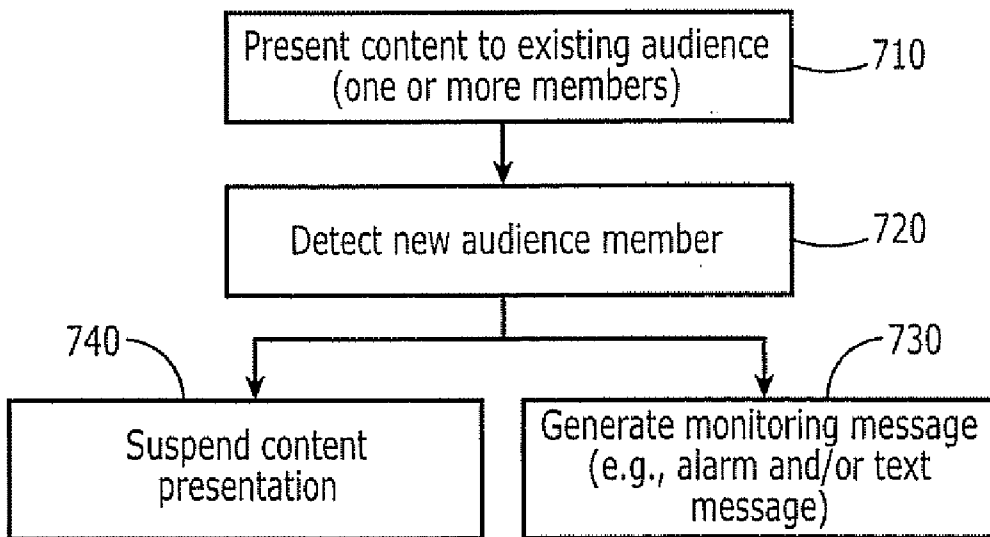 Present content to existing audience
(one or more members)
710
Detect new audience member
720
740
730
Suspend content
presentation
Generate monitoring message
(e.g., alarm and/or text
message)